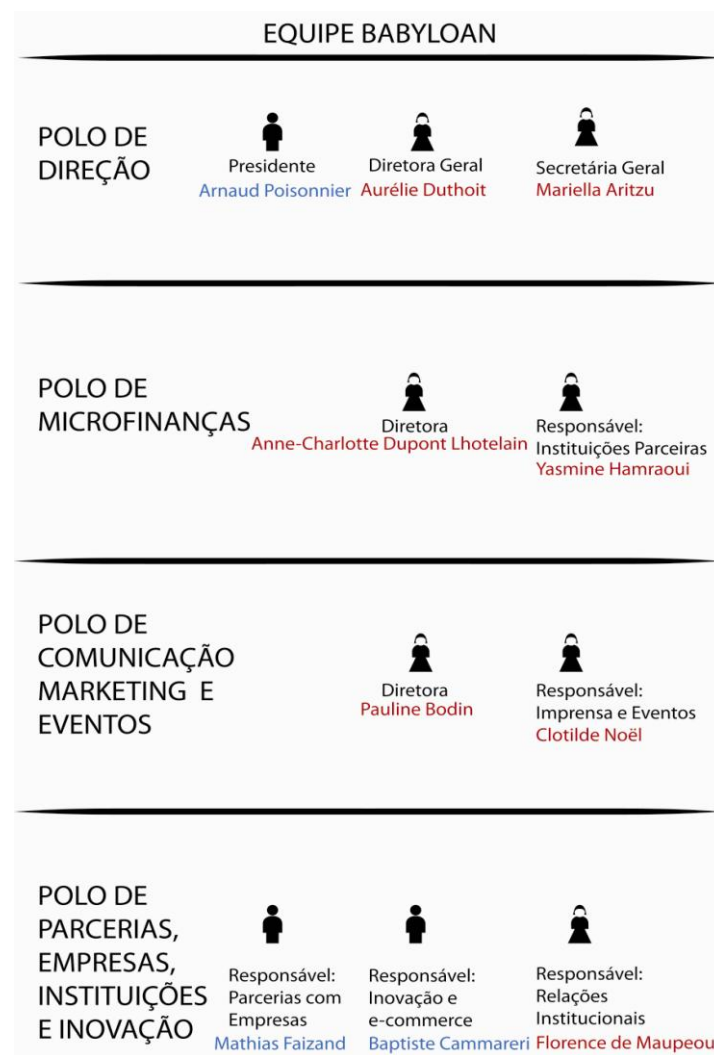 EQUIPE BABYLOAN
POLO DE
DIREÇÃO
Presidente
Arnaud Poisonnier
Diretora Geral
Aurélie Duthoit
Secretária Geral
Mariella Aritzu
POLO DE
MICROFINANÇAS
Diretora
Anne-Charlotte Dupont Lhotelain
Responsável:
Instituições Parceiras
Yasmine Hamraoui
POLO DE
COMUNICAÇÃO
MARKETING E
EVENTOS
Diretora
Pauline Bodin
Responsável:
Imprensa e Eventos
Clotilde Noël
POLO DE
PARCERIAS,
EMPRESAS,
INSTITUIÇÕES
E INOVAÇÃO
Responsável:
Parcerias com
Empresas
Mathias Faizand
Responsável:
Inovação e
e-commerce
Baptiste Cammareri
Responsável:
Relações
Institucionais
Florence de Maupeou